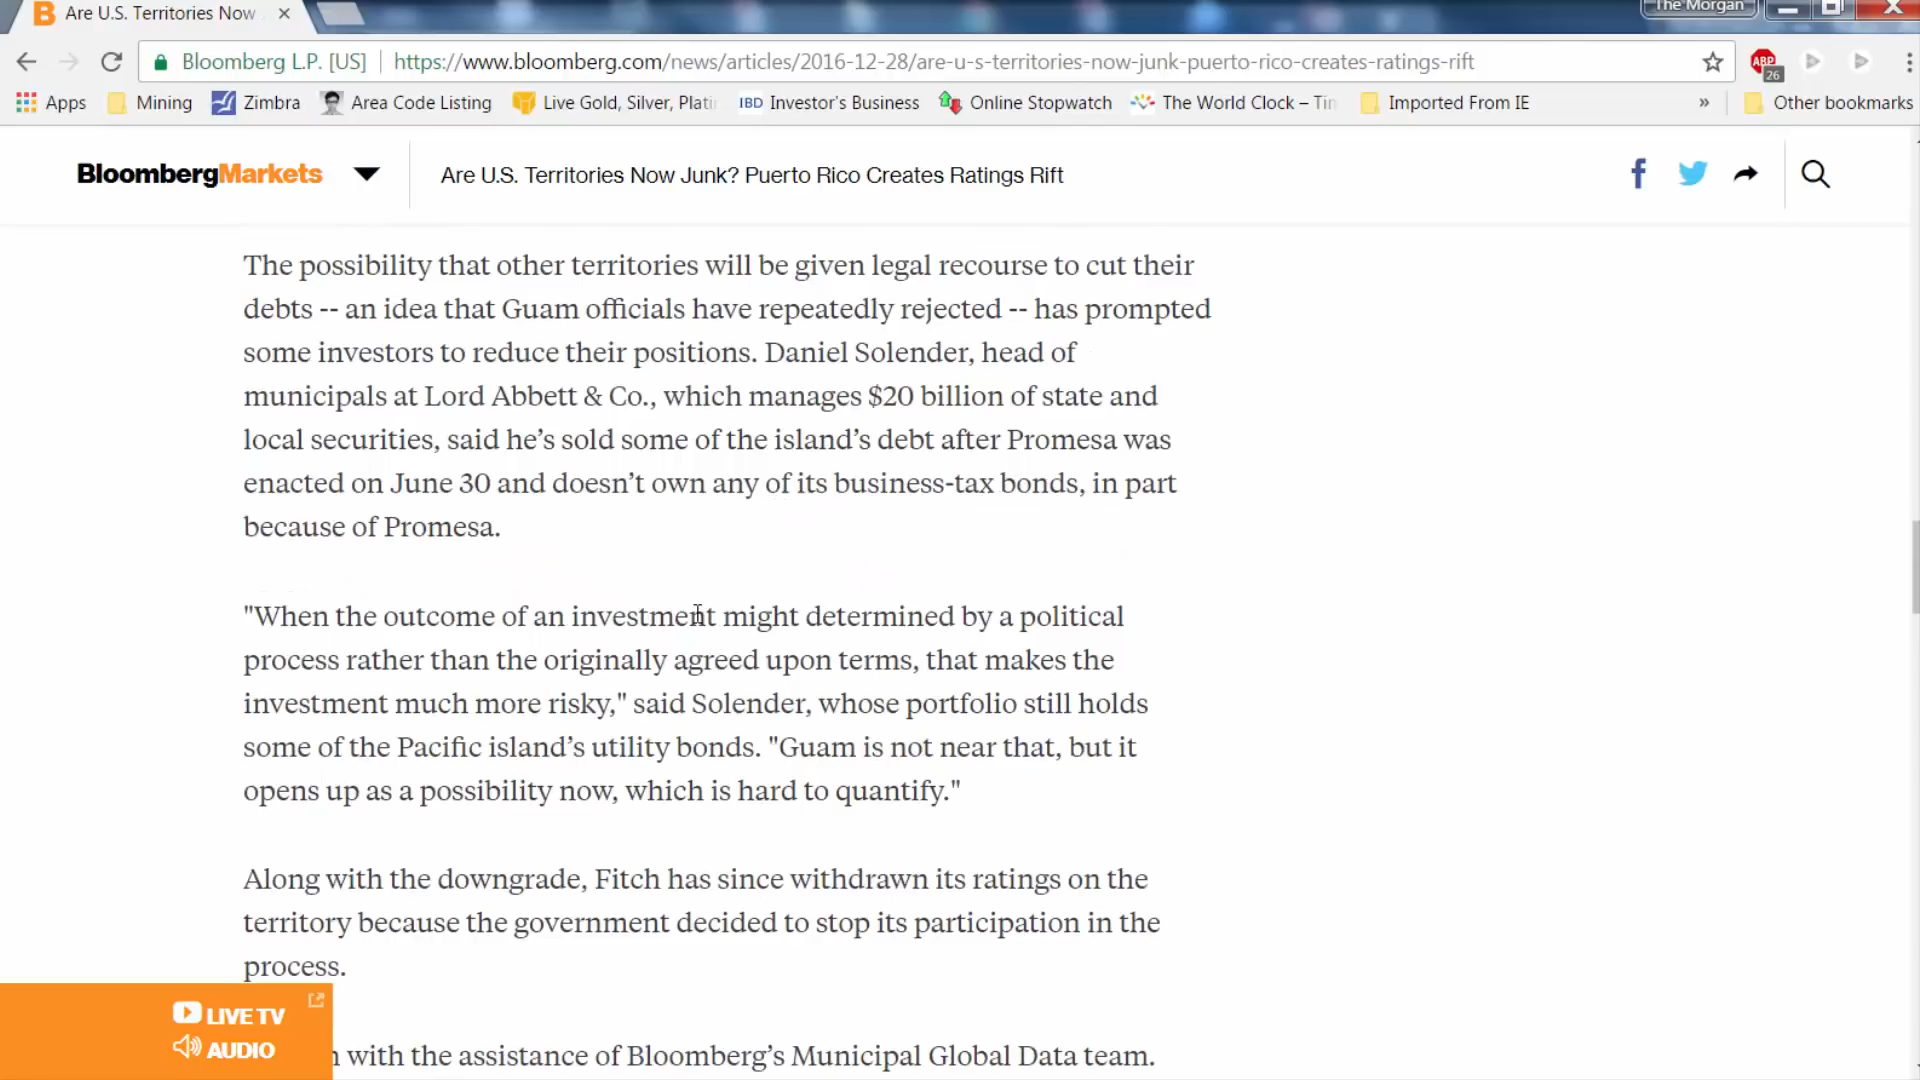 Are U.S. Territories Now
The Morgan
Bloomberg L.P. [US] https://www.bloomberg.com/news/articles/2016-12-28/are-u-s-territories-now-junk-puerto-rico-creates-ratings-rift
ABP
26
Apps Mining Zimbra Area Code Listing Live Gold, Silver, Plati IBD Investor's Business Online Stopwatch The World Clock – Tim Imported From IE » Other bookmarks
BloombergMarkets Are U.S. Territories Now Junk? Puerto Rico Creates Ratings Rift
The possibility that other territories will be given legal recourse to cut their
debts -- an idea that Guam officials have repeatedly rejected -- has prompted
some investors to reduce their positions. Daniel Solender, head of
municipals at Lord Abbett & Co., which manages $20 billion of state and
local securities, said he’s sold some of the island’s debt after Promesa was
enacted on June 30 and doesn’t own any of its business-tax bonds, in part
because of Promesa.
"When the outcome of an investment might determined by a political
process rather than the originally agreed upon terms, that makes the
investment much more risky," said Solender, whose portfolio still holds
some of the Pacific island’s utility bonds. "Guam is not near that, but it
opens up as a possibility now, which is hard to quantify."
Along with the downgrade, Fitch has since withdrawn its ratings on the
territory because the government decided to stop its participation in the
process.
LIVE TV
AUDIO
with the assistance of Bloomberg’s Municipal Global Data team.